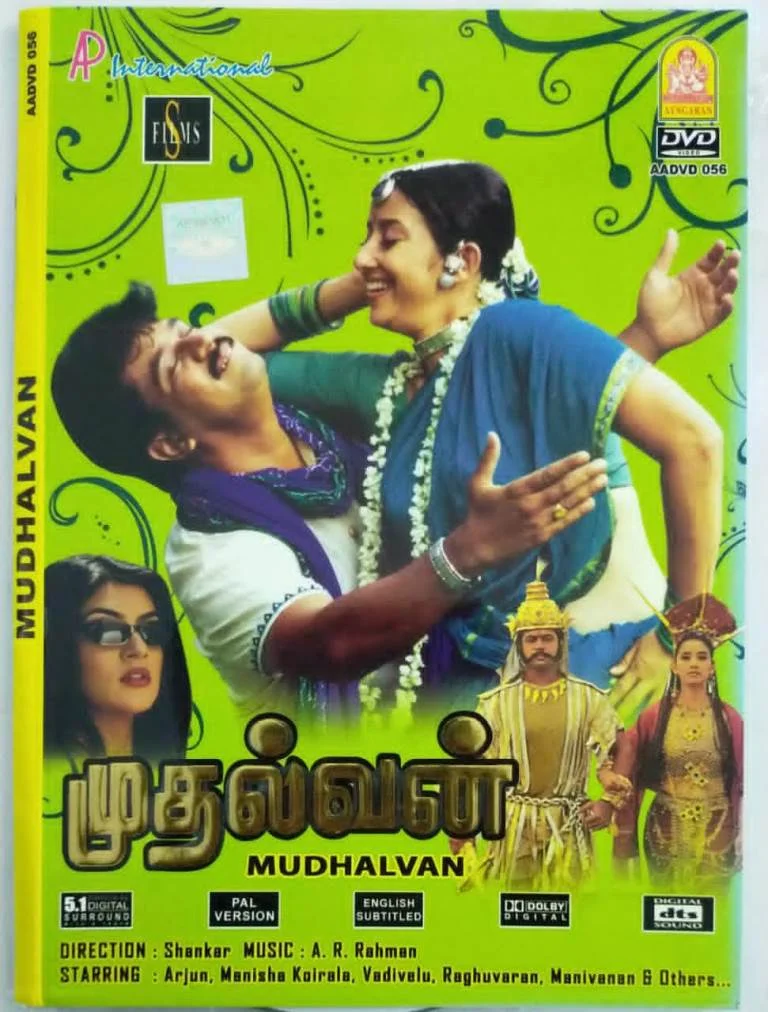 AADVD 056
MUDHALVAN
AP International
S
FILMS
AYNGARAN
DVD
VIDEO
AADVD 056
முதல்வன்
MUDHALVAN
5.1 DIGITAL
SURROUND
PAL
VERSION
ENGLISH
SUBTITLED
DOLBY
DIGITAL
DIGITAL
dts
SOUND
DIRECTION : Shankar MUSIC : A. R. Rahman
STARRING : Arjun, Manisha Koirala, Vadivelu, Raghuvaran, Manivanan & Others...